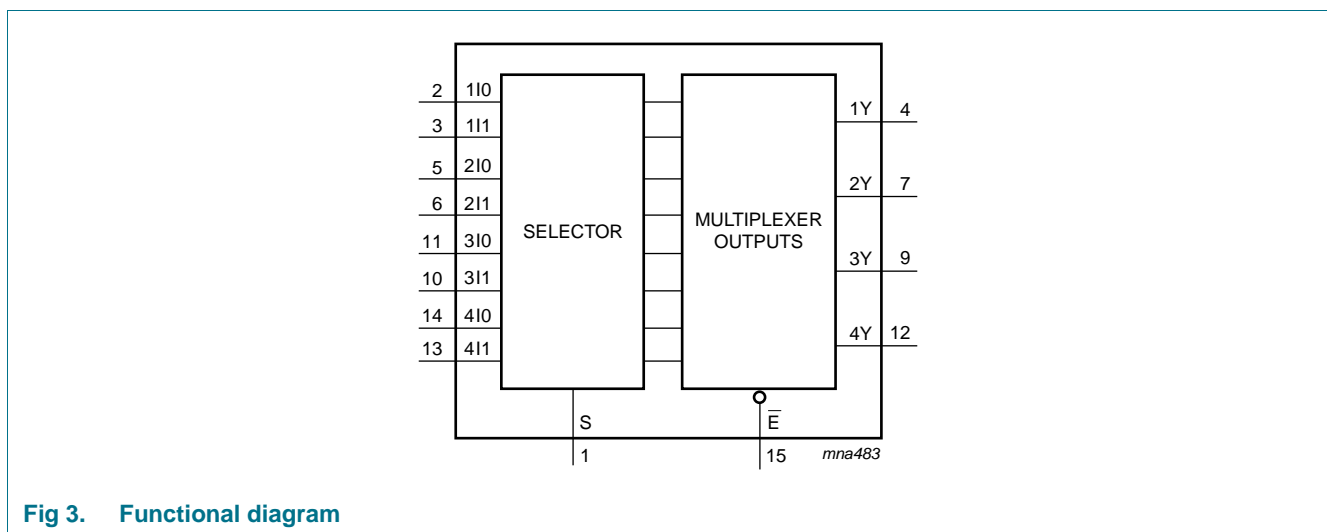 2 1I0
3 1I1
5 2I0
6 2I1
11 3I0
10 3I1
14 4I0
13 4I1
SELECTOR
MULTIPLEXER
OUTPUTS
1Y 4
2Y 7
3Y 9
4Y 12
S
1
E̅
15
mna483
Fig 3. Functional diagram